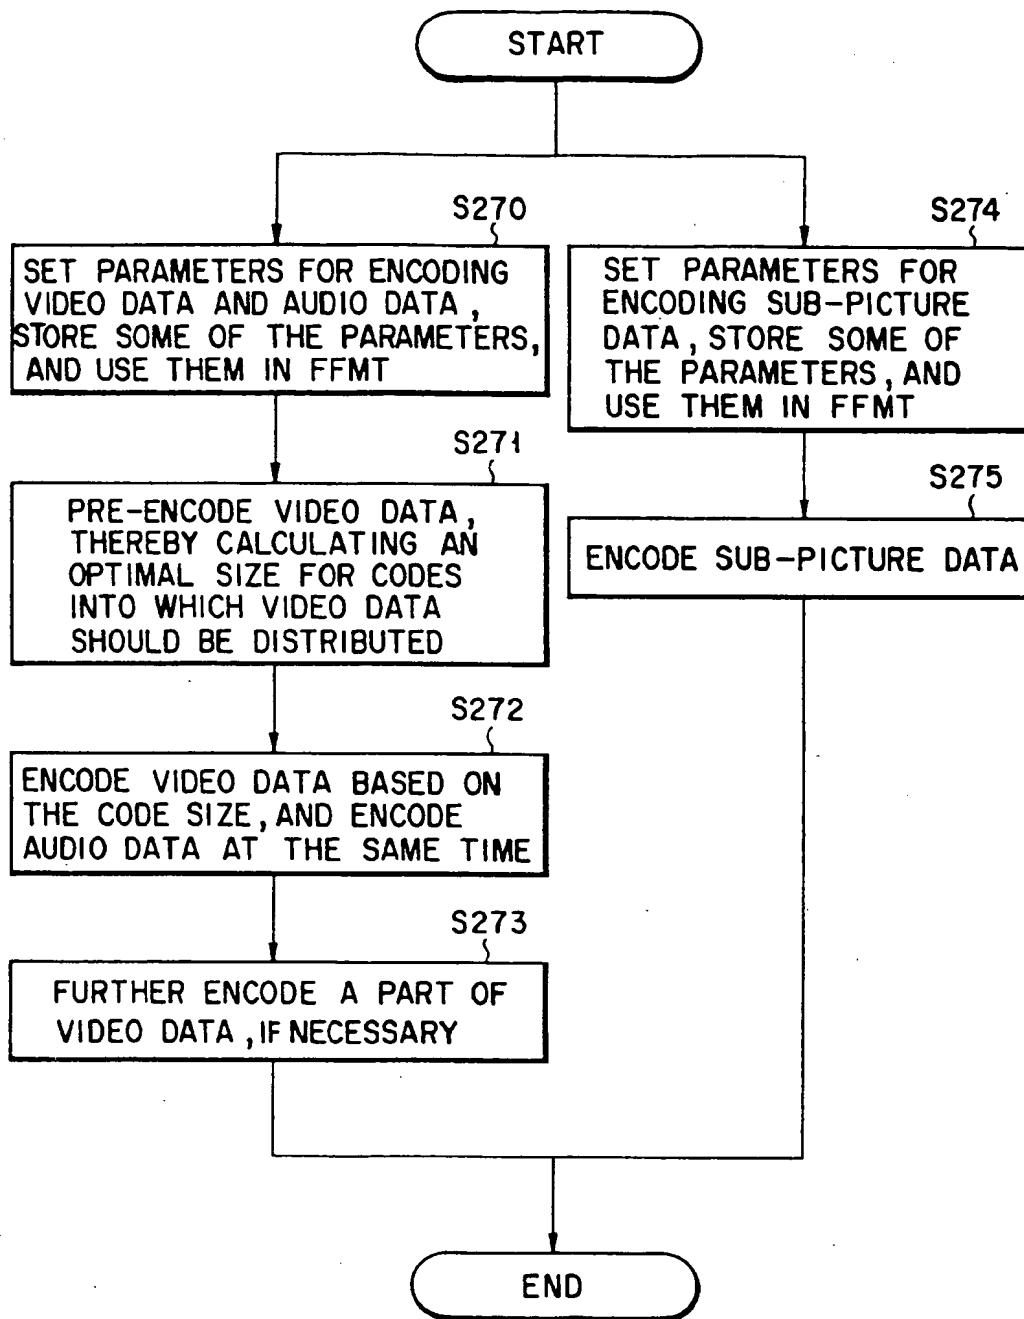 START
S270
SET PARAMETERS FOR ENCODING
VIDEO DATA AND AUDIO DATA,
STORE SOME OF THE PARAMETERS,
AND USE THEM IN FFMT
S271
PRE-ENCODE VIDEO DATA,
THEREBY CALCULATING AN
OPTIMAL SIZE FOR CODES
INTO WHICH VIDEO DATA
SHOULD BE DISTRIBUTED
S272
ENCODE VIDEO DATA BASED ON
THE CODE SIZE, AND ENCODE
AUDIO DATA AT THE SAME TIME
S273
FURTHER ENCODE A PART OF
VIDEO DATA, IF NECESSARY
S274
SET PARAMETERS FOR
ENCODING SUB-PICTURE
DATA, STORE SOME OF
THE PARAMETERS, AND
USE THEM IN FFMT
S275
ENCODE SUB-PICTURE DATA
END